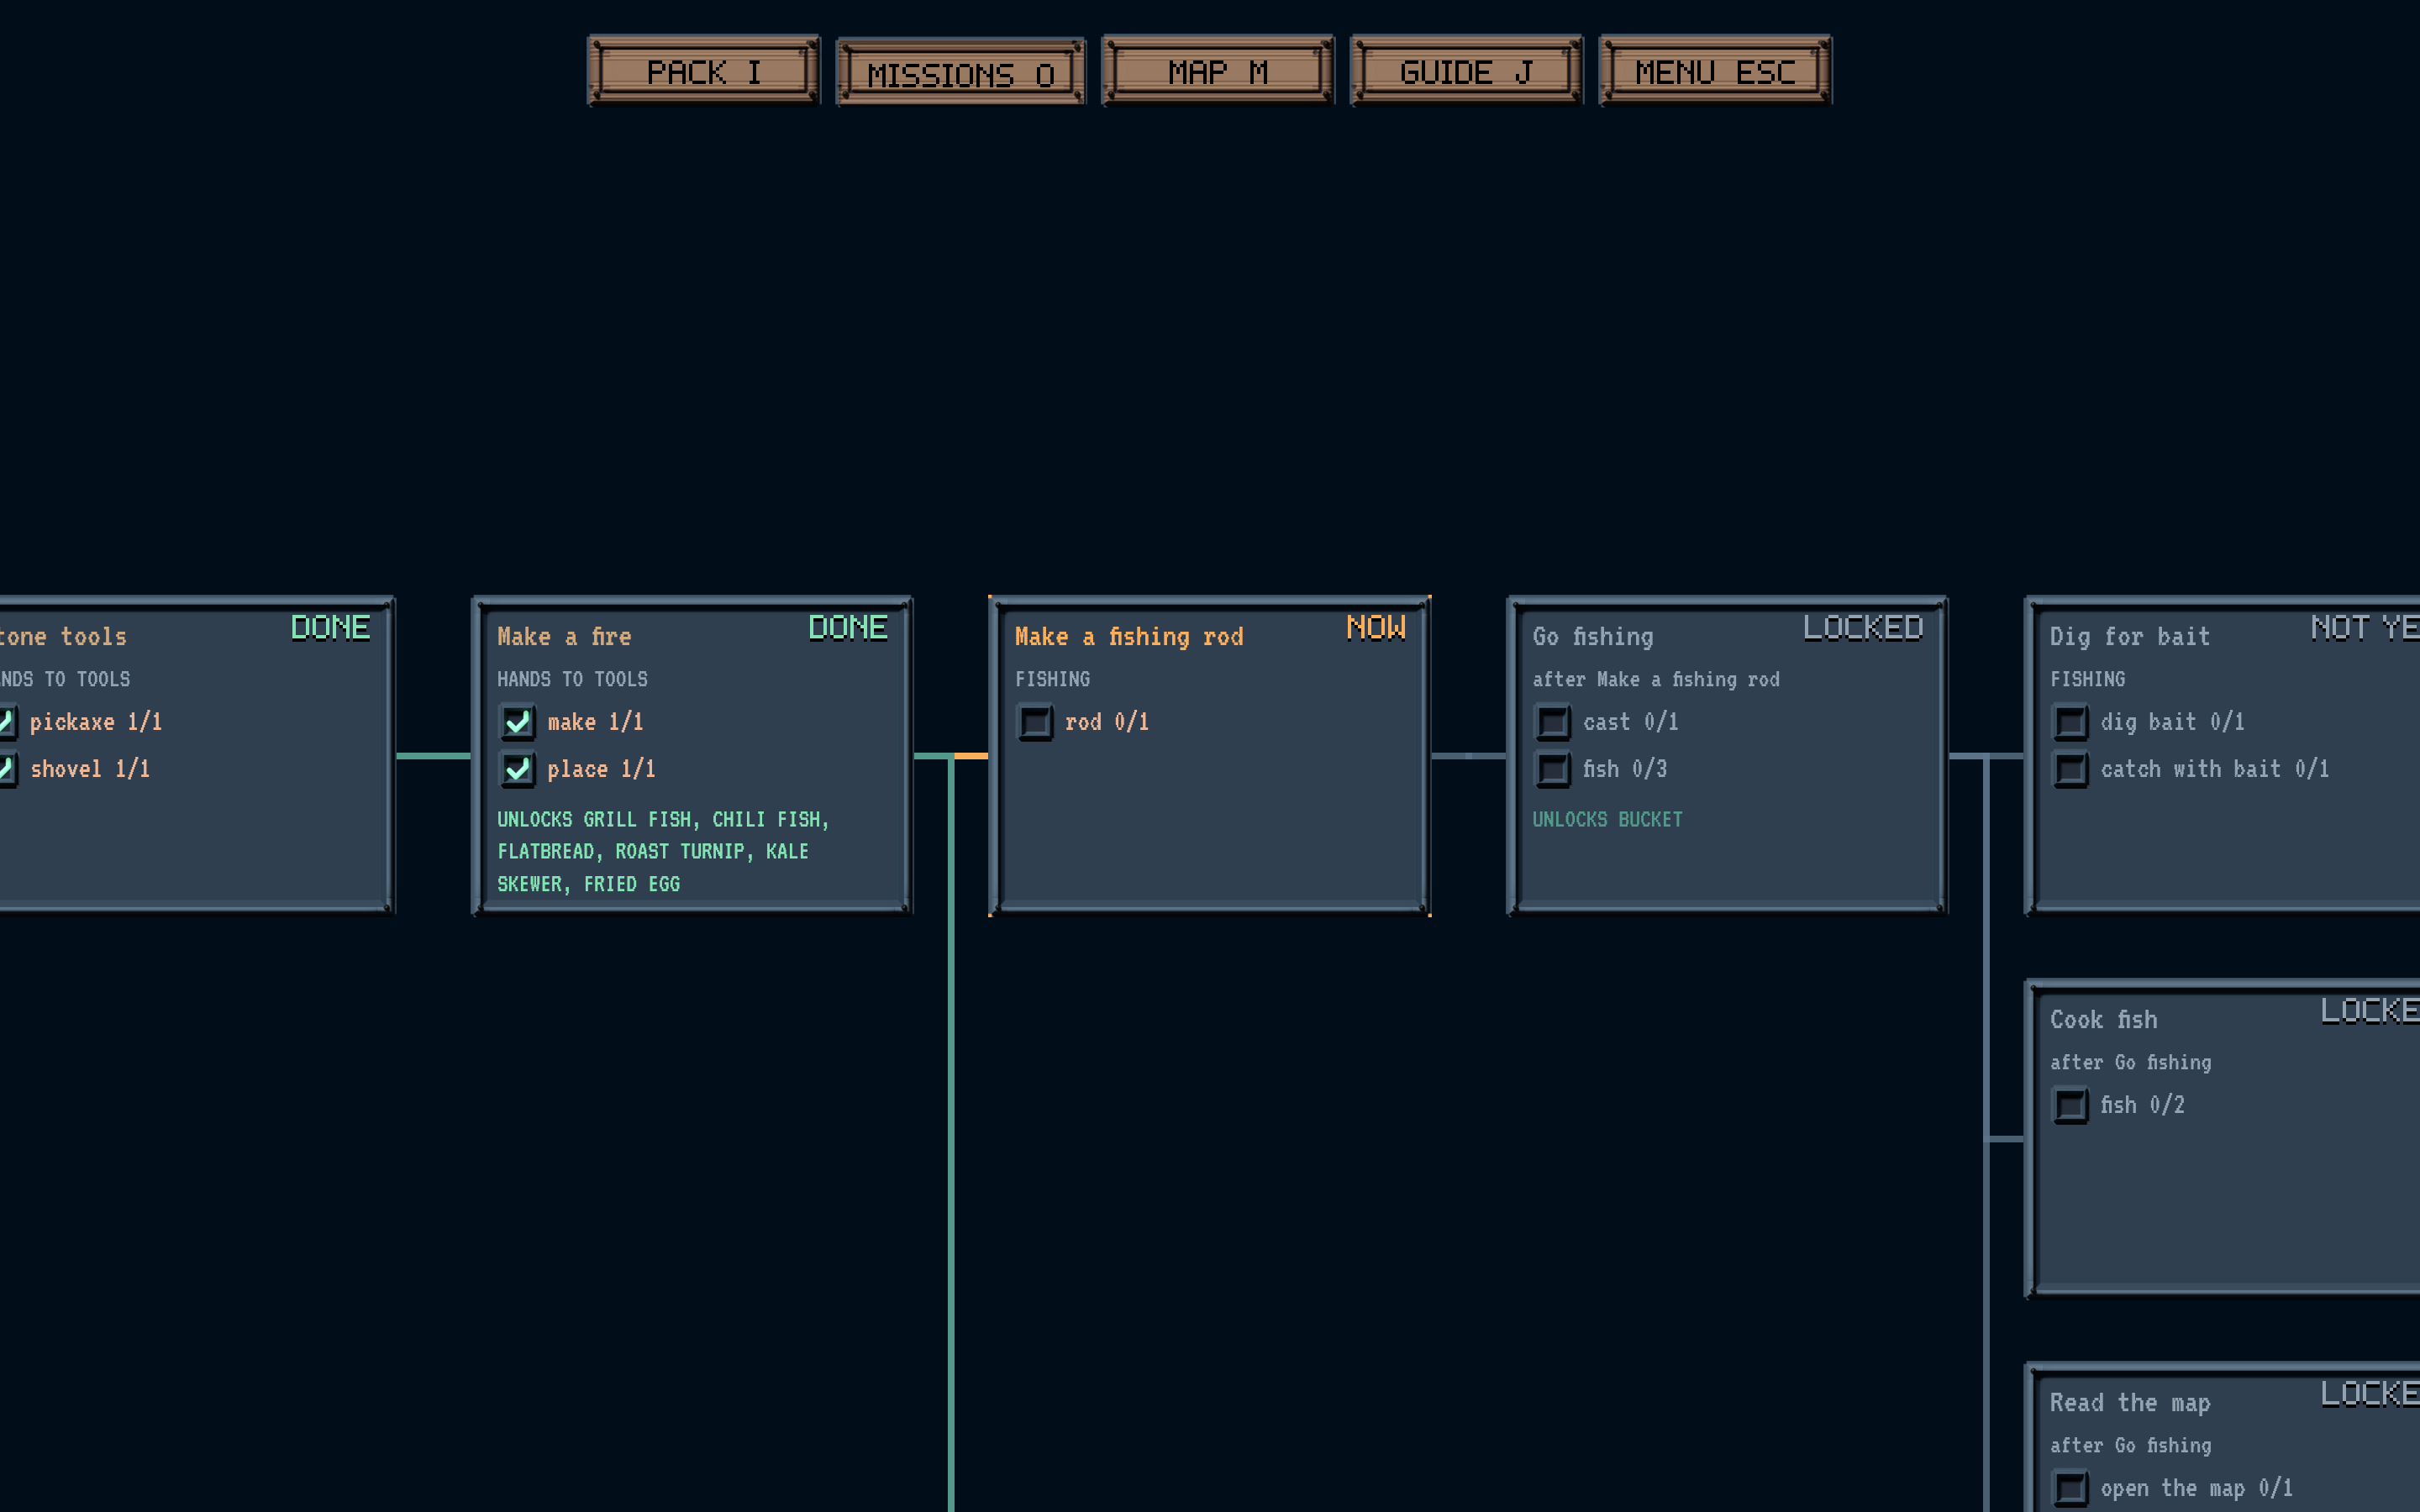 PACK I
MISSIONS O
MAP M
GUIDE J
MENU ESC
tone tools
DONE
NDS TO TOOLS
pickaxe 1/1
shovel 1/1
Make a fire
DONE
HANDS TO TOOLS
make 1/1
place 1/1
UNLOCKS GRILL FISH, CHILI FISH,
FLATBREAD, ROAST TURNIP, KALE
SKEWER, FRIED EGG
Make a fishing rod
NOW
FISHING
rod 0/1
Go fishing
LOCKED
after Make a fishing rod
cast 0/1
fish 0/3
UNLOCKS BUCKET
Dig for bait
NOT YE
FISHING
dig bait 0/1
catch with bait 0/1
Cook fish
LOCKE
after Go fishing
fish 0/2
Read the map
LOCKE
after Go fishing
open the map 0/1